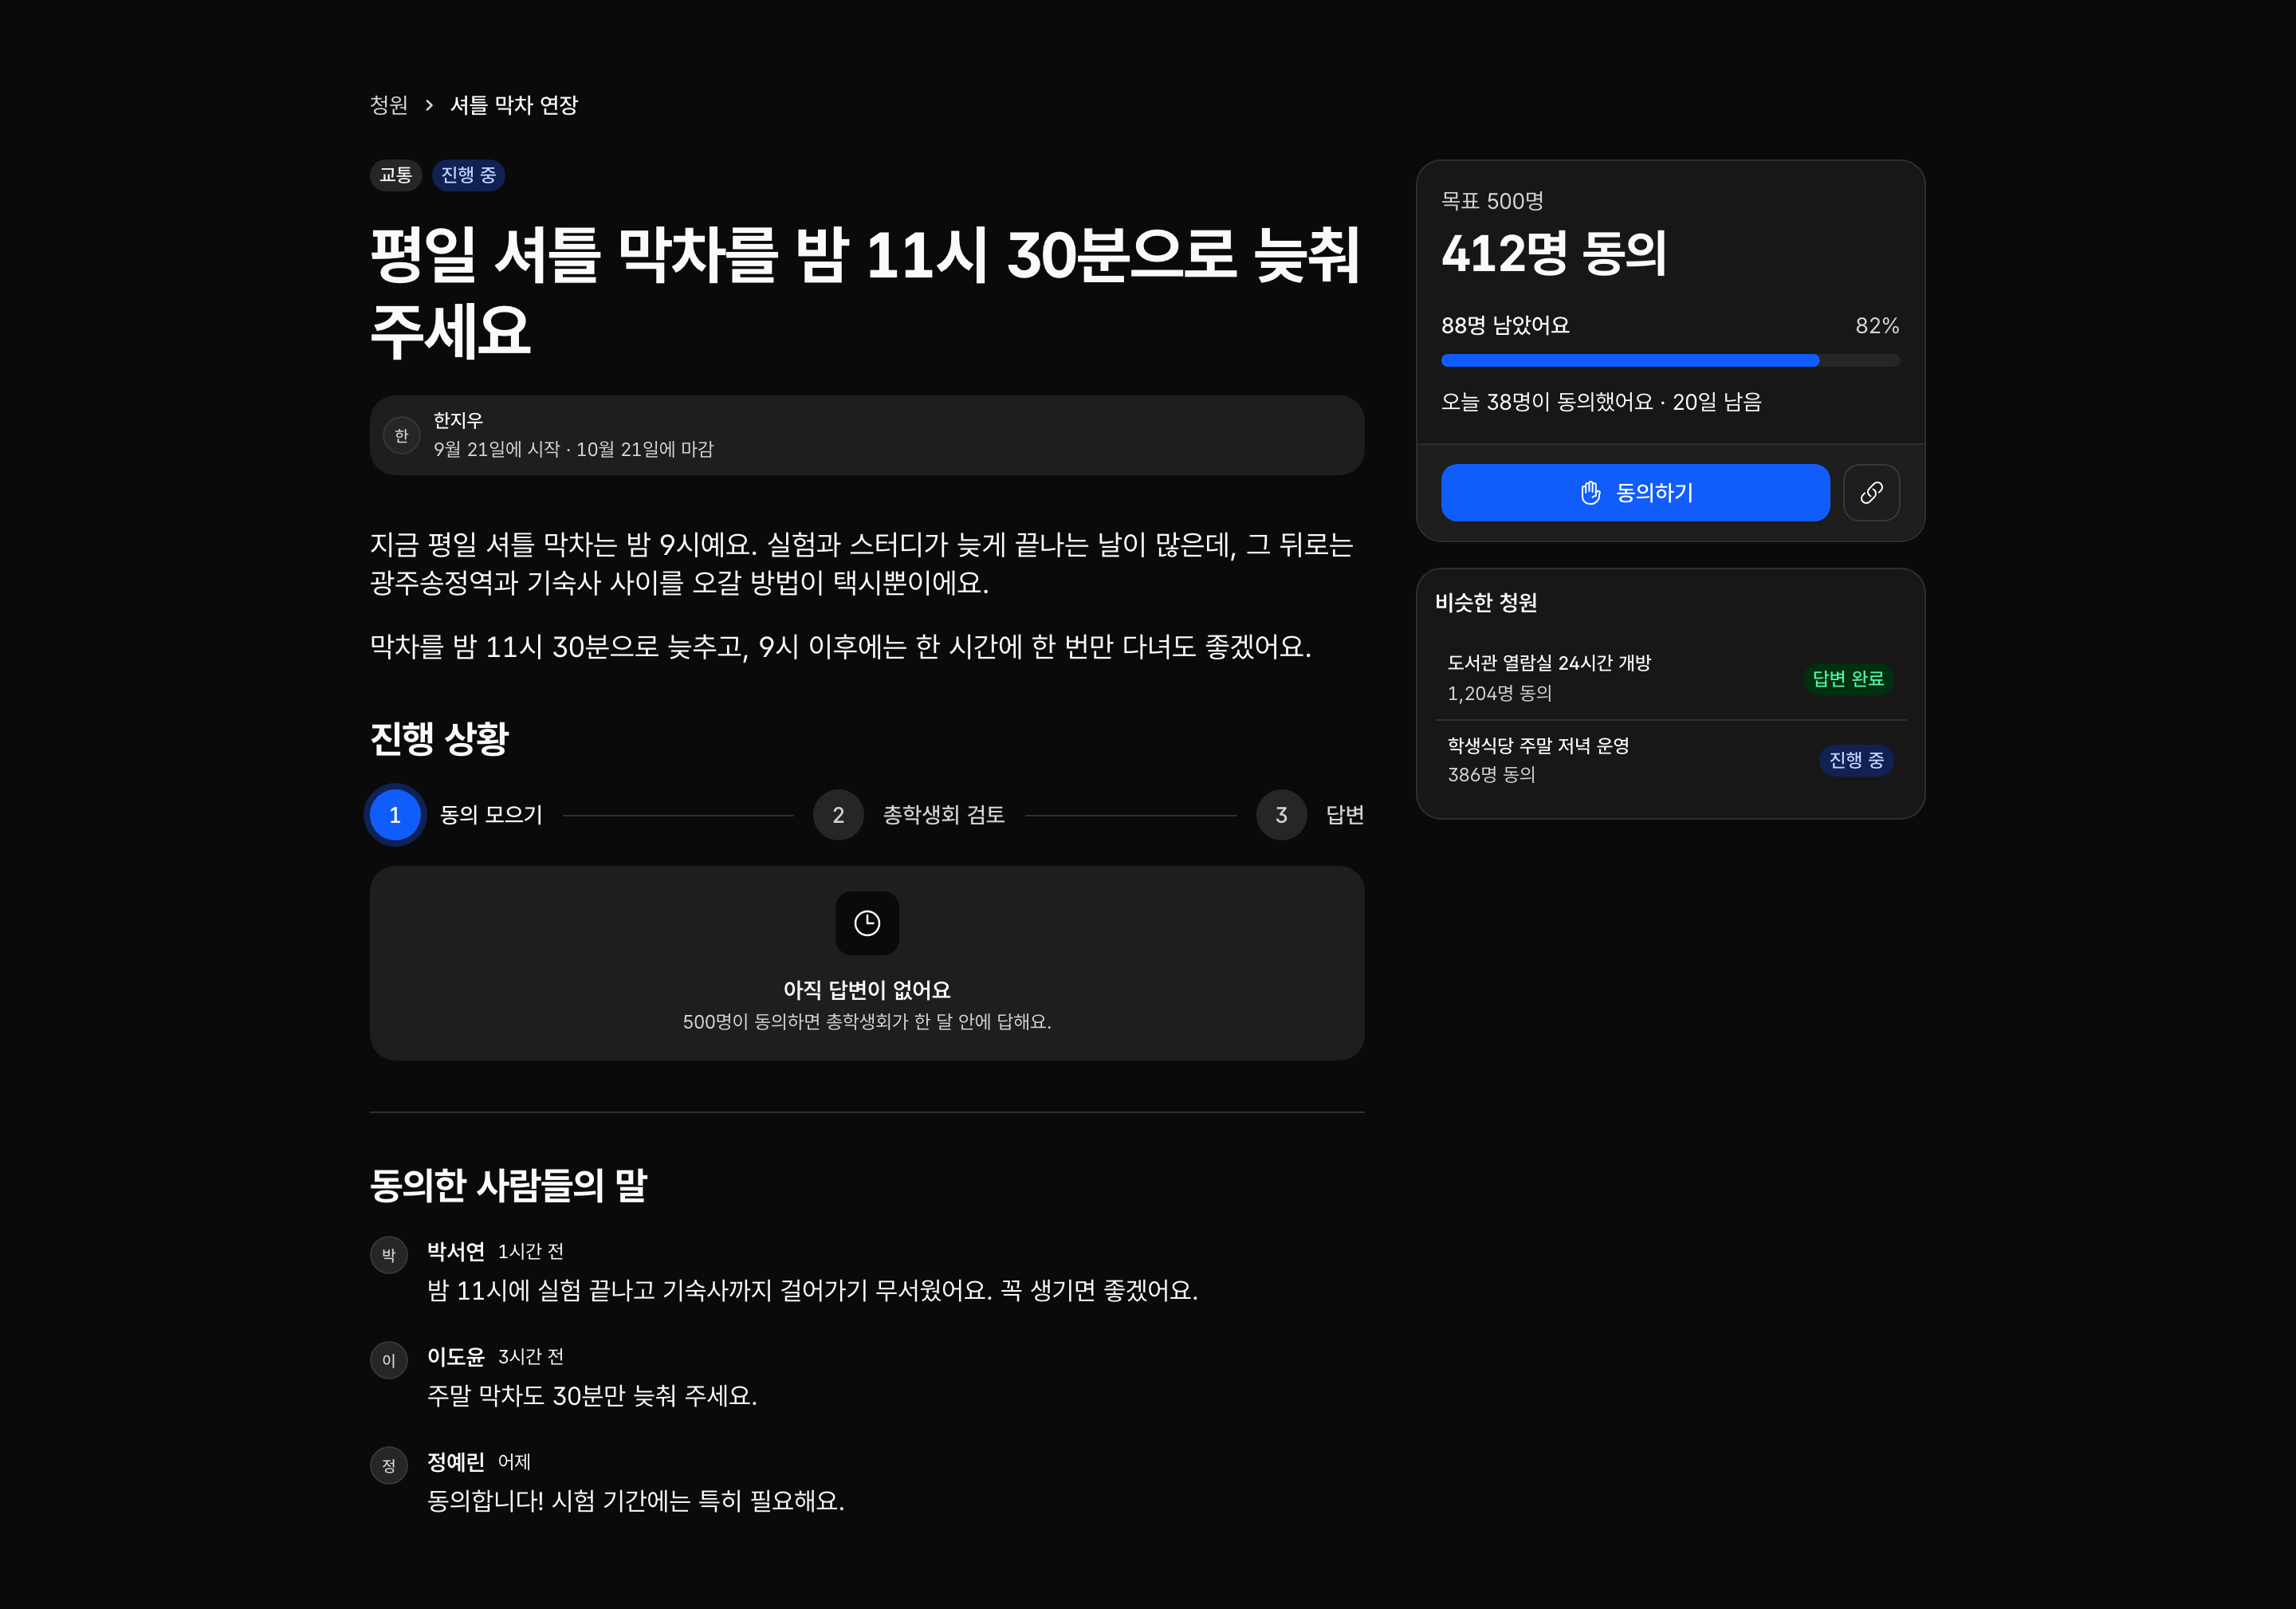 청원 > 셔틀 막차 연장
교통 진행 중
평일 셔틀 막차를 밤 11시 30분으로 늦춰
주세요
한
한지우
9월 21일에 시작 · 10월 21일에 마감
지금 평일 셔틀 막차는 밤 9시예요. 실험과 스터디가 늦게 끝나는 날이 많은데, 그 뒤로는
광주송정역과 기숙사 사이를 오갈 방법이 택시뿐이에요.
막차를 밤 11시 30분으로 늦추고, 9시 이후에는 한 시간에 한 번만 다녀도 좋겠어요.
진행 상황
1 동의 모으기 2 총학생회 검토 3 답변
아직 답변이 없어요
500명이 동의하면 총학생회가 한 달 안에 답해요.
동의한 사람들의 말
박
박서연 1시간 전
밤 11시에 실험 끝나고 기숙사까지 걸어가기 무서웠어요. 꼭 생기면 좋겠어요.
이
이도윤 3시간 전
주말 막차도 30분만 늦춰 주세요.
정
정예린 어제
동의합니다! 시험 기간에는 특히 필요해요.
목표 500명
412명 동의
88명 남았어요 82%
오늘 38명이 동의했어요 · 20일 남음
동의하기
비슷한 청원
도서관 열람실 24시간 개방
1,204명 동의
답변 완료
학생식당 주말 저녁 운영
386명 동의
진행 중